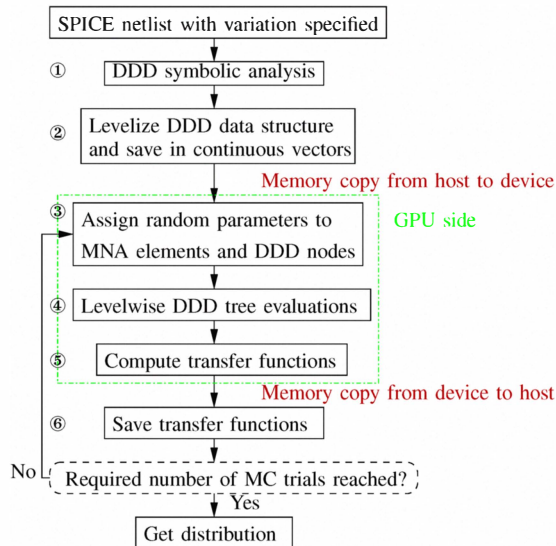 SPICE netlist with variation specified
① DDD symbolic analysis
② Levelize DDD data structure
and save in continuous vectors
Memory copy from host to device
③ Assign random parameters to
MNA elements and DDD nodes
GPU side
④ Levelwise DDD tree evaluations
⑤ Compute transfer functions
Memory copy from device to host
⑥ Save transfer functions
No
Required number of MC trials reached?
Yes
Get distribution